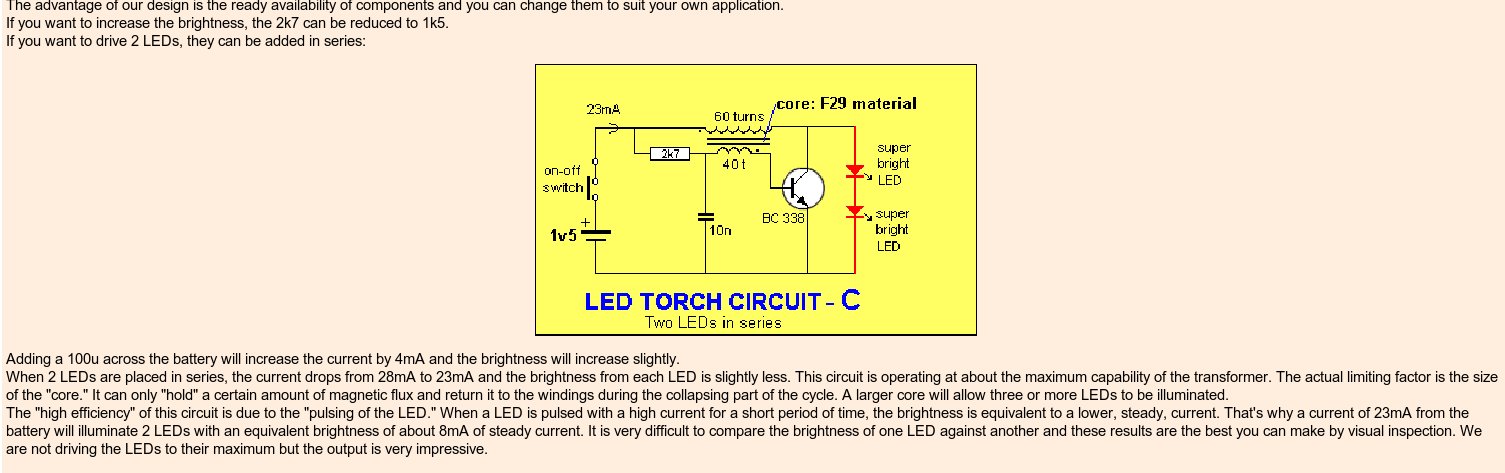 The advantage of our design is the ready availability of components and you can change them to suit your own application.
If you want to increase the brightness, the 2k7 can be reduced to 1k5.
If you want to drive 2 LEDs, they can be added in series:
23mA
60 turns
core: F29 material
2k7
40t
on-off
switch
super
bright
LED
+
1v5
10n
BC 338
super
bright
LED
LED TORCH CIRCUIT - C
Two LEDs in series
Adding a 100u across the battery will increase the current by 4mA and the brightness will increase slightly.
When 2 LEDs are placed in series, the current drops from 28mA to 23mA and the brightness from each LED is slightly less. This circuit is operating at about the maximum capability of the transformer. The actual limiting factor is the size
of the "core." It can only "hold" a certain amount of magnetic flux and return it to the windings during the collapsing part of the cycle. A larger core will allow three or more LEDs to be illuminated.
The "high efficiency" of this circuit is due to the "pulsing of the LED." When a LED is pulsed with a high current for a short period of time, the brightness is equivalent to a lower, steady, current. That's why a current of 23mA from the
battery will illuminate 2 LEDs with an equivalent brightness of about 8mA of steady current. It is very difficult to compare the brightness of one LED against another and these results are the best you can make by visual inspection. We
are not driving the LEDs to their maximum but the output is very impressive.